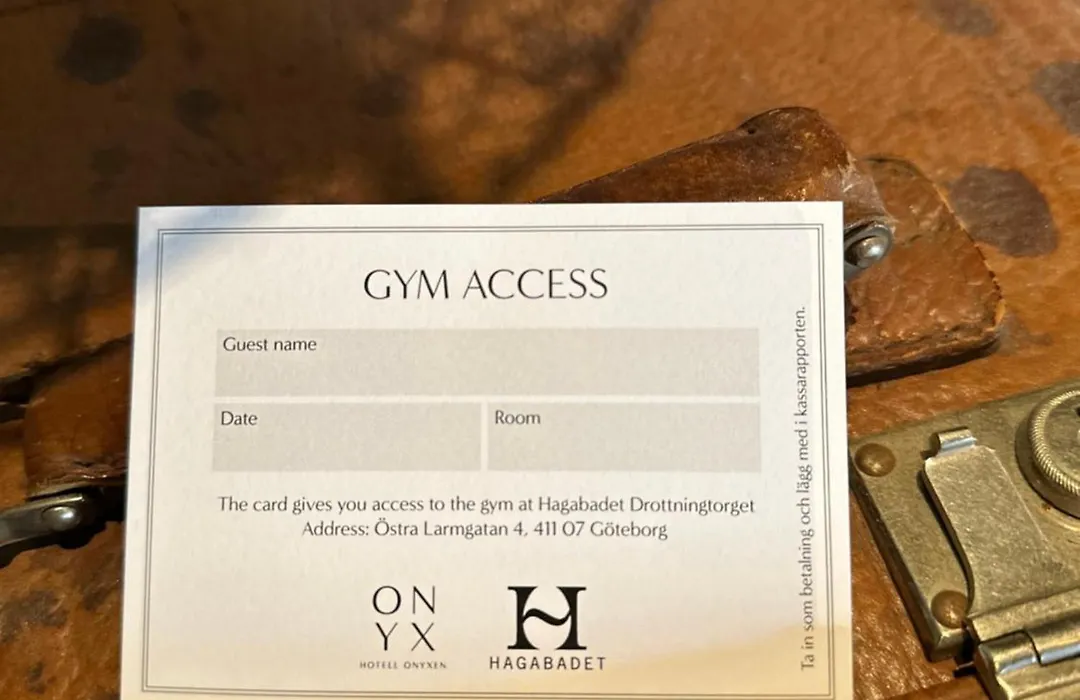 GYM ACCESS
Guest name
Date
Room
The card gives you access to the gym at Hagabadet Drottningtorget
Address: Östra Larmgatan 4, 411 07 Göteborg
ON
YX
HOTELL ONYXEN
H
HAGABADET
Ta in som betalning och lägg med i kassarapporten.